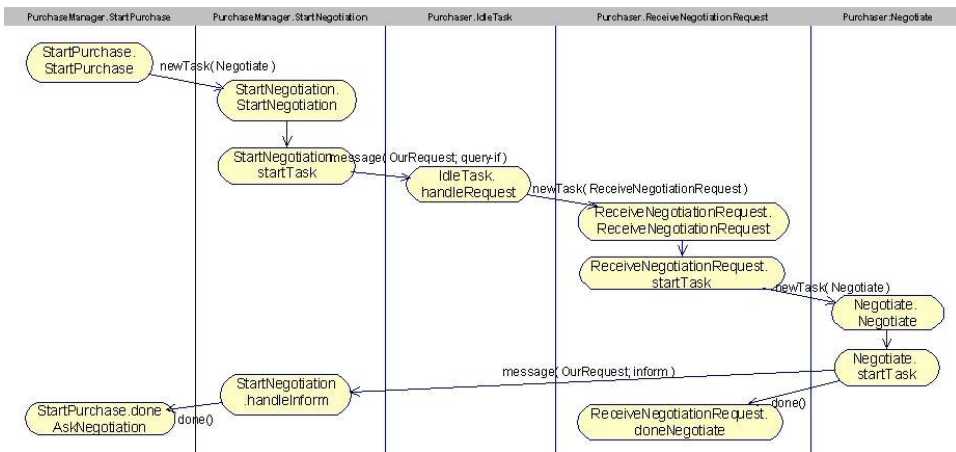 PurchaseManager.StartPurchase
PurchaseManager.StartNegotiation
Purchaser.IdleTask
Purchaser.ReceiveNegotiationRequest
Purchaser:Negotiate
StartPurchase.
StartPurchase
newTask( Negotiate )
StartNegotiation.
StartNegotiation
StartNegotiation.
startTask
message( OurRequest; query-if )
IdleTask.
handleRequest
newTask( ReceiveNegotiationRequest )
ReceiveNegotiationRequest.
ReceiveNegotiationRequest
ReceiveNegotiationRequest.
startTask
newTask( Negotiate )
Negotiate.
Negotiate
Negotiate.
startTask
message( OurRequest; inform )
StartNegotiation
.handleInform
done()
StartPurchase.done
AskNegotiation
done()
ReceiveNegotiationRequest.
doneNegotiate